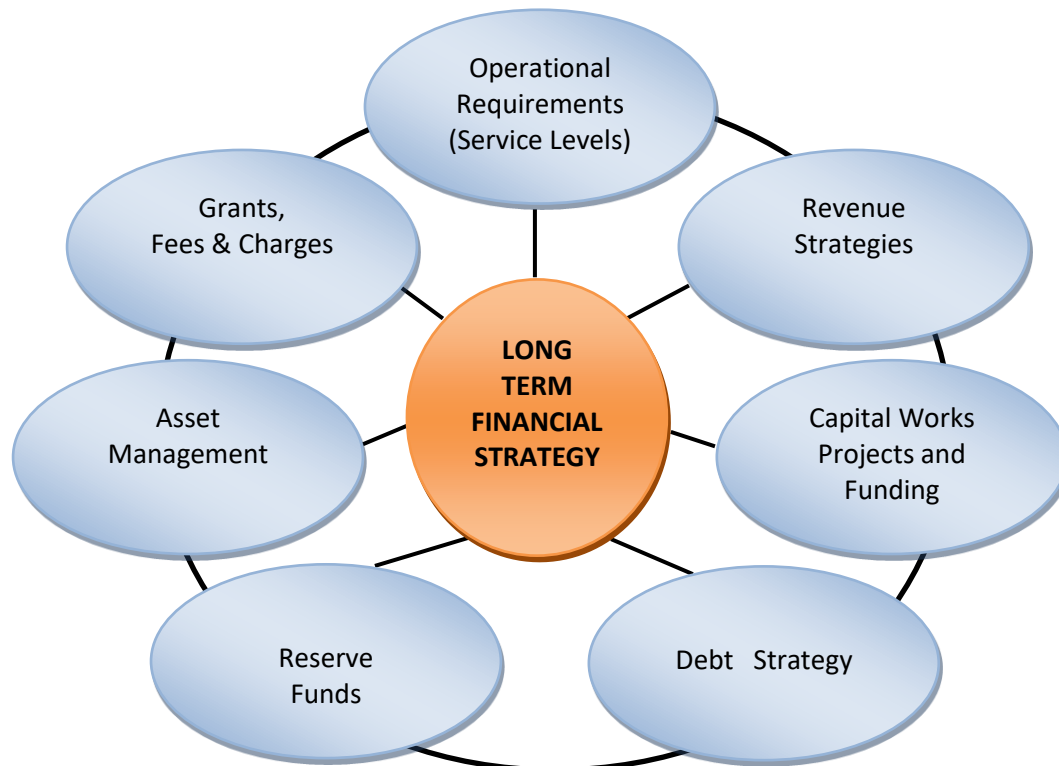 Operational
Requirements
(Service Levels)
Grants,
Fees & Charges
Revenue
Strategies
LONG
TERM
FINANCIAL
STRATEGY
Asset
Management
Capital Works
Projects and
Funding
Reserve
Funds
Debt Strategy